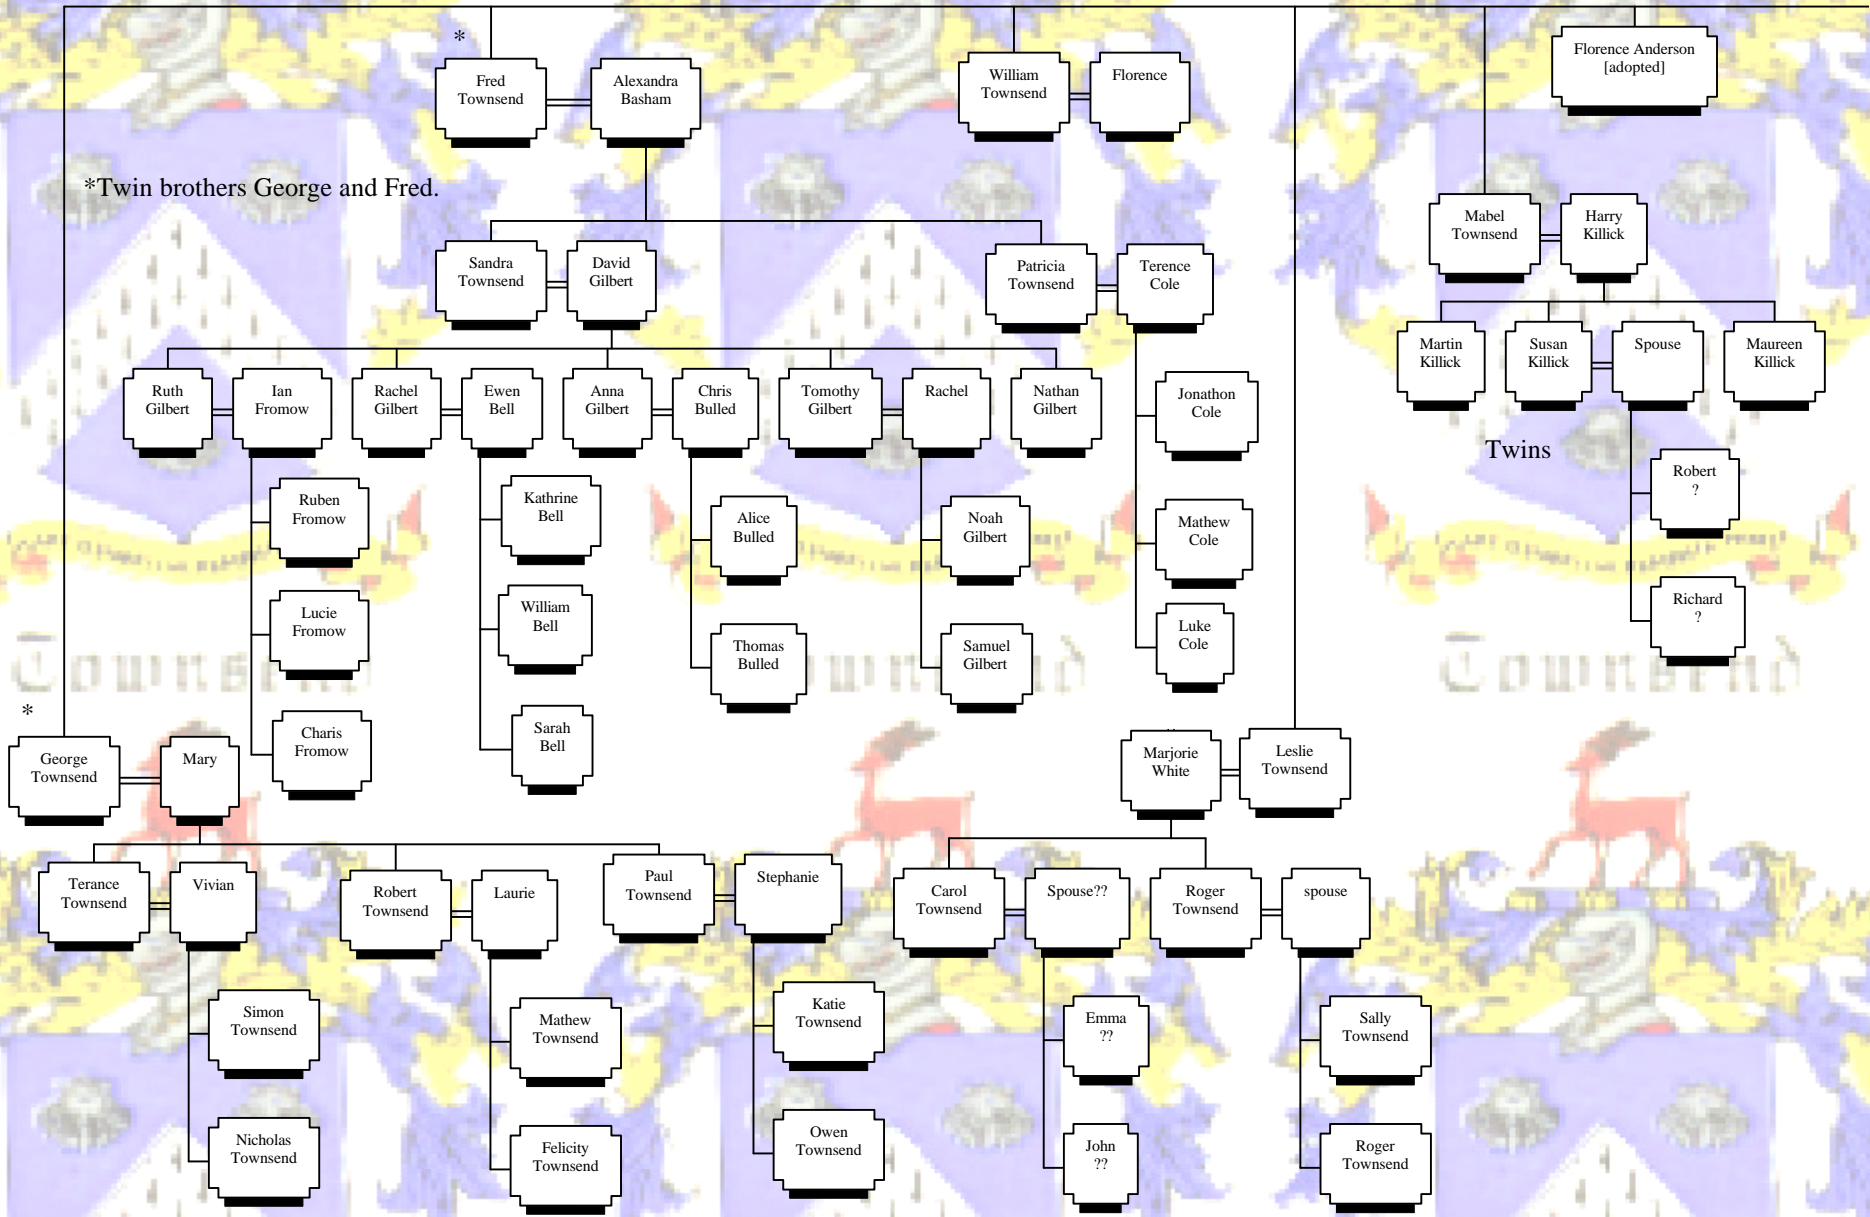 *
Fred
Townsend
Alexandra
Basham
William
Townsend
Florence
Florence Anderson
[adopted]
*Twin brothers George and Fred.
Mabel
Townsend
Harry
Killick
Sandra
Townsend
David
Gilbert
Patricia
Townsend
Terence
Cole
Martin
Killick
Susan
Killick
Spouse
Maureen
Killick
Ruth
Gilbert
Ian
Fromow
Rachel
Gilbert
Ewen
Bell
Anna
Gilbert
Chris
Bulled
Tomothy
Gilbert
Rachel
Nathan
Gilbert
Jonathon
Cole
Twins
Robert
?
Ruben
Fromow
Kathrine
Bell
Alice
Bulled
Noah
Gilbert
Mathew
Cole
Richard
?
Lucie
Fromow
William
Bell
Thomas
Bulled
Samuel
Gilbert
Luke
Cole
Townsend
Townsend
Townsend
*
Charis
Fromow
Sarah
Bell
George
Townsend
Mary
Marjorie
White
Leslie
Townsend
Terance
Townsend
Vivian
Robert
Townsend
Laurie
Paul
Townsend
Stephanie
Carol
Townsend
Spouse??
Roger
Townsend
spouse
Simon
Townsend
Mathew
Townsend
Katie
Townsend
Emma
??
Sally
Townsend
Nicholas
Townsend
Felicity
Townsend
Owen
Townsend
John
??
Roger
Townsend